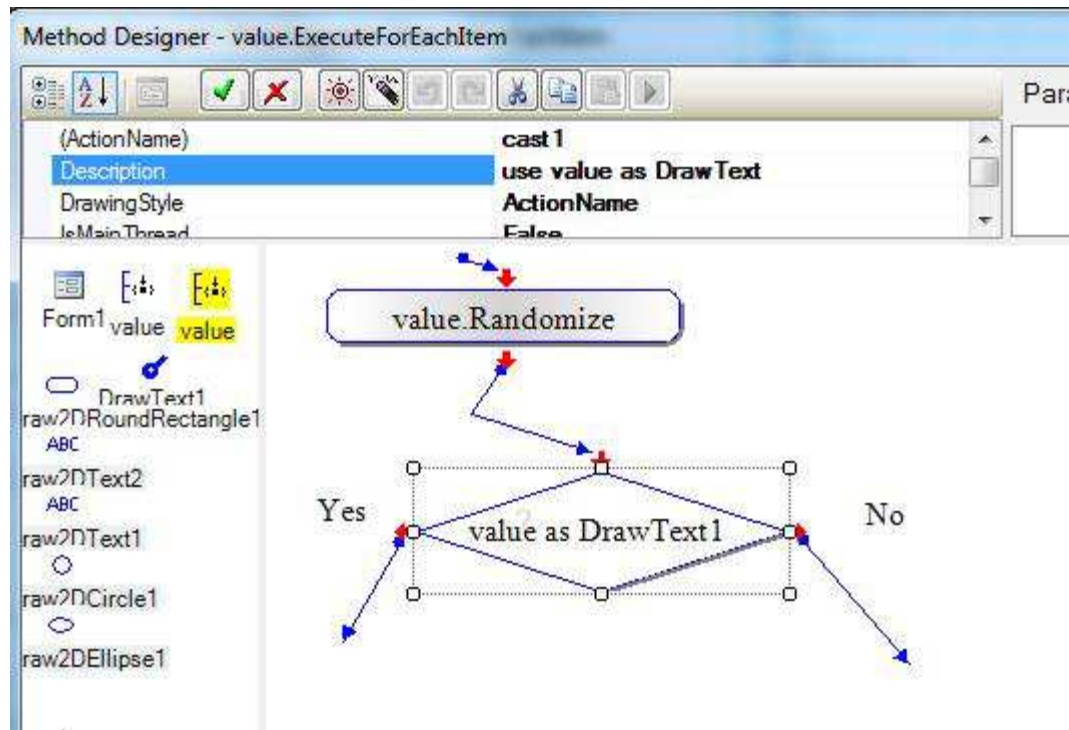 Method Designer - value.ExecuteForEachItem
Para
(ActionName) cast1
Description use value as DrawText
DrawingStyle ActionName
IsMainThread False
Form1 value value
value.Randomize
DrawText1
raw2DRoundRectangle1
ABC
raw2DText2
ABC
raw2DText1
raw2DCircle1
raw2DEllipse1
Yes
value as DrawText1
No